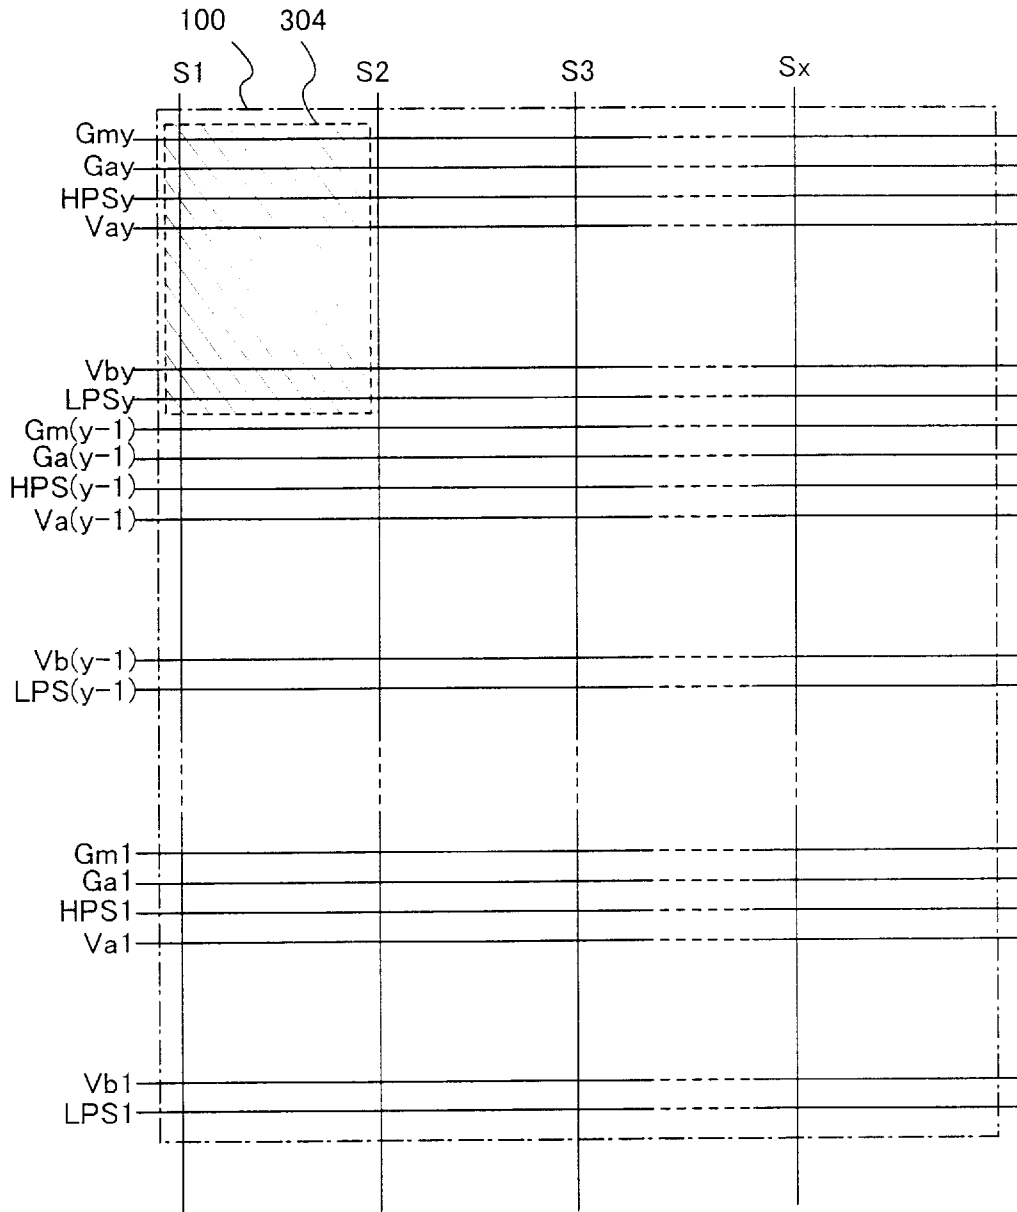 100 304
S1 S2 S3 Sx
Gmy
Gay
HPSy
Vay
Vby
LPSy
Gm(y-1)
Ga(y-1)
HPS(y-1)
Va(y-1)
Vb(y-1)
LPS(y-1)
Gm1
Ga1
HPS1
Va1
Vb1
LPS1